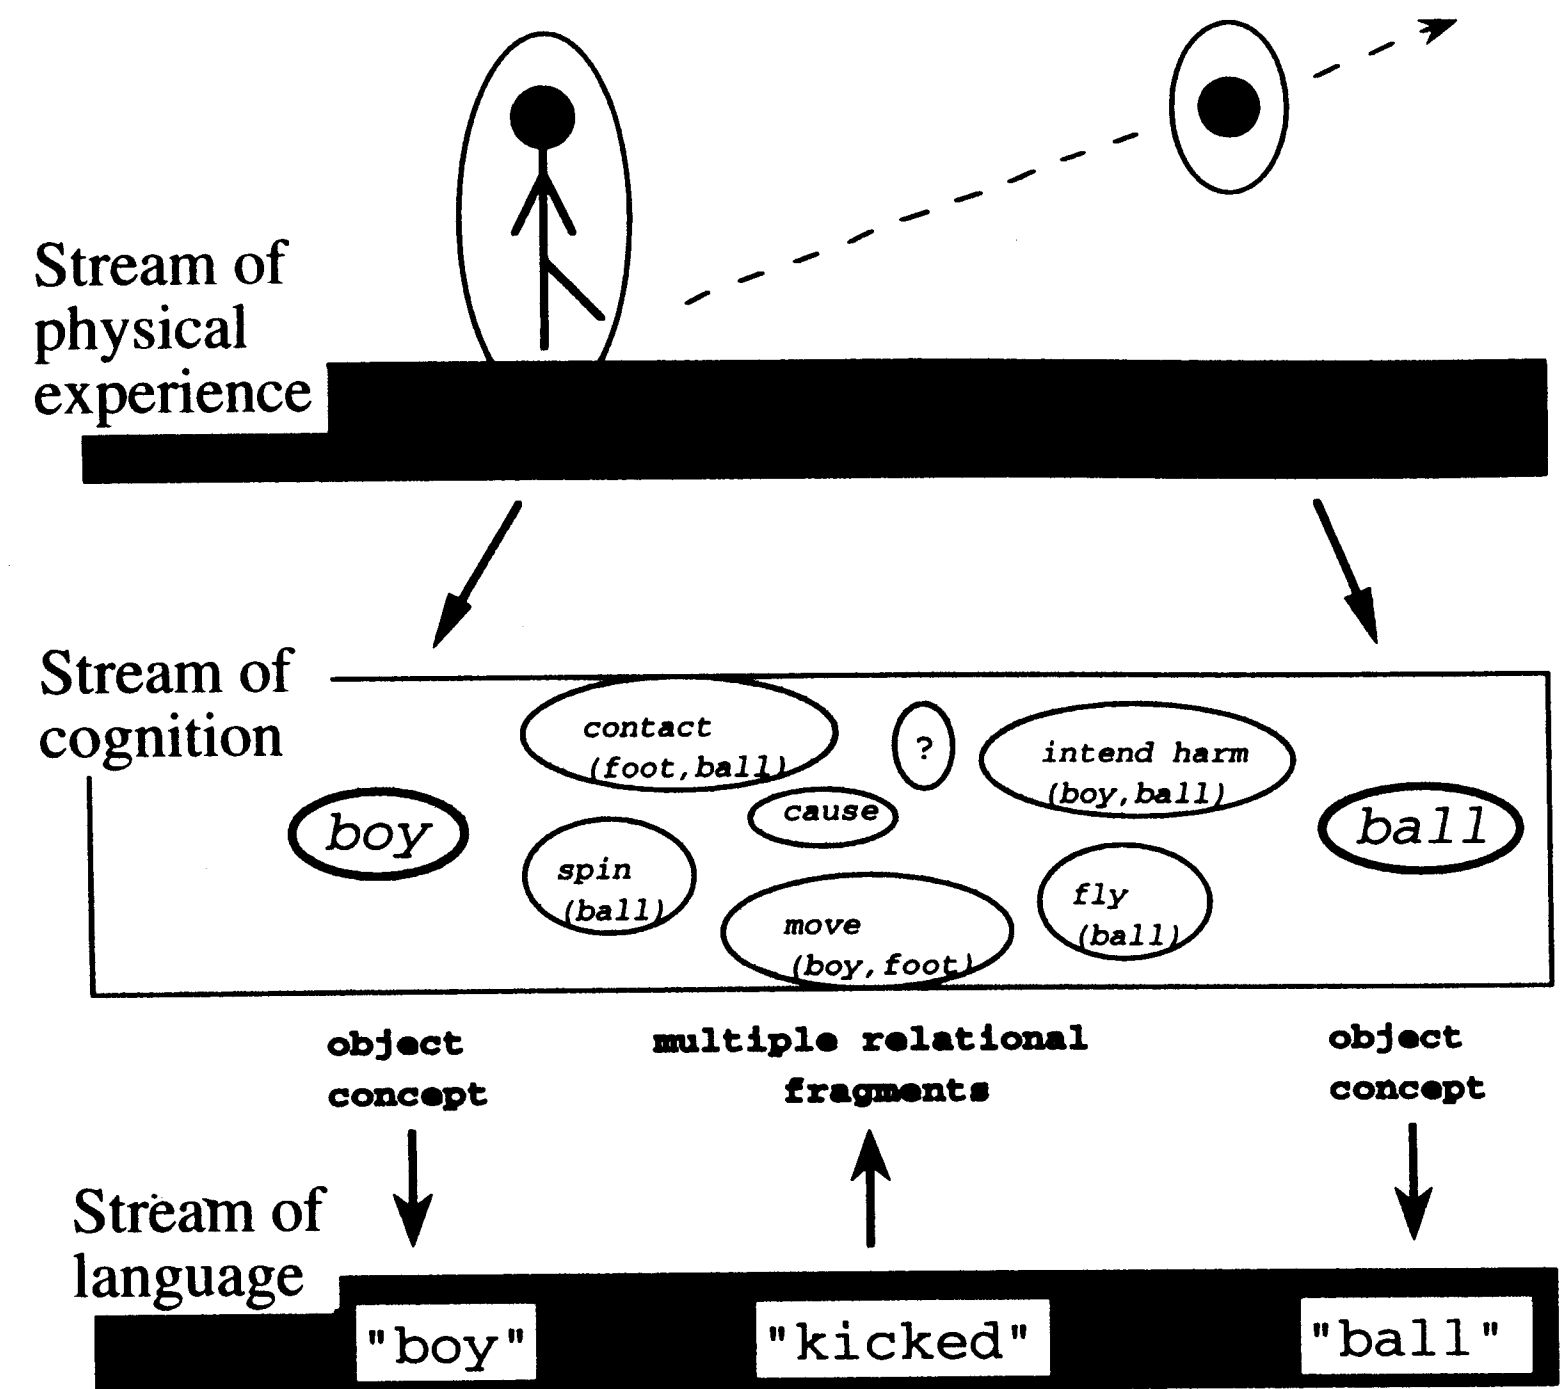 Stream of
physical
experience
Stream of
cognition
contact
(foot,ball)
?
intend harm
(boy,ball)
cause
boy
ball
spin
(ball)
move
(boy,foot)
fly
(ball)
object
concept
multiple relational
fragments
object
concept
Stream of
language
"boy"
"kicked"
"ball"